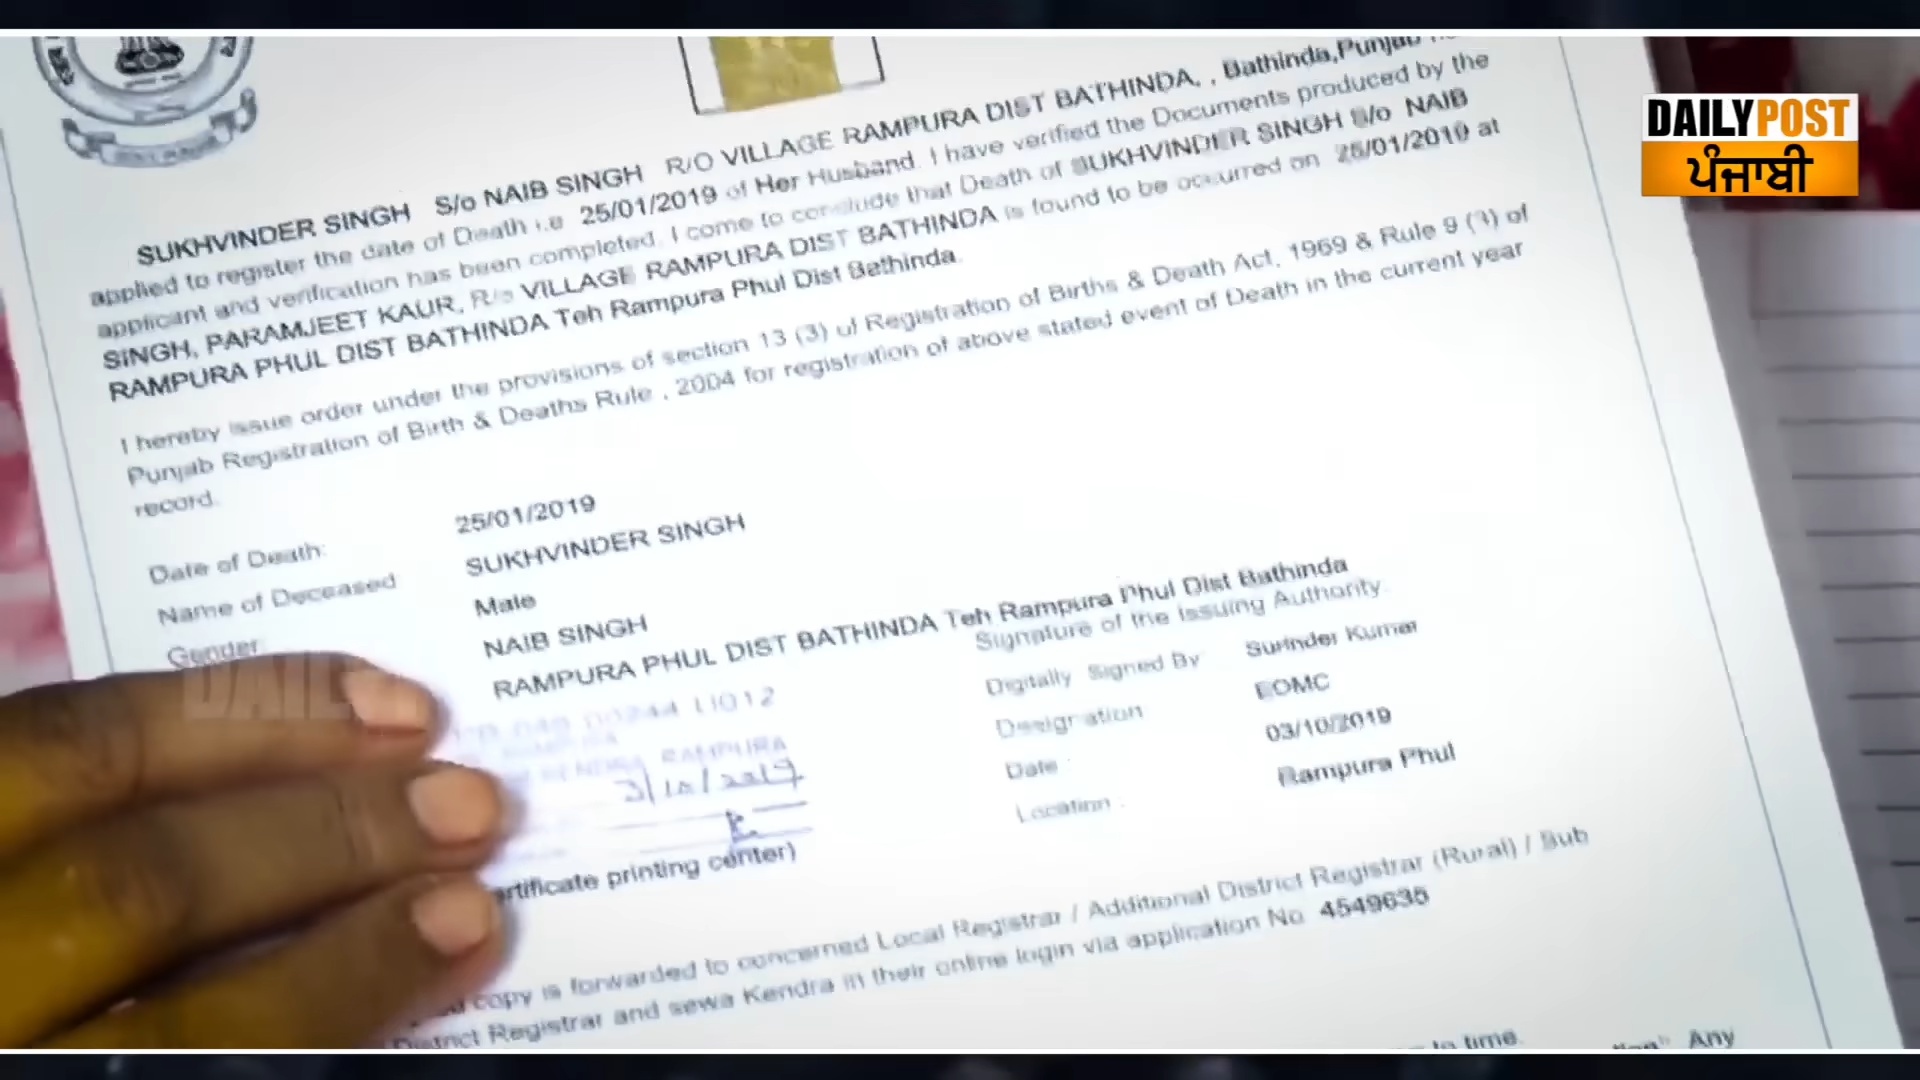 DAILYPOST
ਪੰਜਾਬੀ
SUKHVINDER SINGH S/o NAIB SINGH R/O VILLAGE RAMPURA DIST BATHINDA, , Bathinda,Punjab
applied to register the date of Death i.e 25/01/2019 of Her Husband. I have verified the Documents produced by the
applicant and verification has been completed. I come to conclude that Death of SUKHVINDER SINGH S/o NAIB
SINGH, PARAMJEET KAUR, R/o VILLAGE RAMPURA DIST BATHINDA is found to be occurred on 25/01/2019 at
RAMPURA PHUL DIST BATHINDA Teh Rampura Phul Dist Bathinda.
I hereby issue order under the provisions of section 13 (3) of Registration of Births & Death Act, 1969 & Rule 9 (3) of
Punjab Registration of Birth & Deaths Rule , 2004 for registration of above stated event of Death in the current year
record.
Date of Death: 25/01/2019
Name of Deceased SUKHVINDER SINGH
Gender: Male
NAIB SINGH
RAMPURA PHUL DIST BATHINDA Teh Rampura Phul Dist Bathinda
Signature of the Issuing Authority:
Digitally Signed By Surinder Kumar
Designation EOMC
Date : 03/10/2019
Location : Rampura Phul
RAMPURA
3/10/2019
printing center)
copy is forwarded to concerned Local Registrar / Additional District Registrar (Rural) / Sub
District Registrar and sewa Kendra in their online login via application No 4549635
to time.
Any